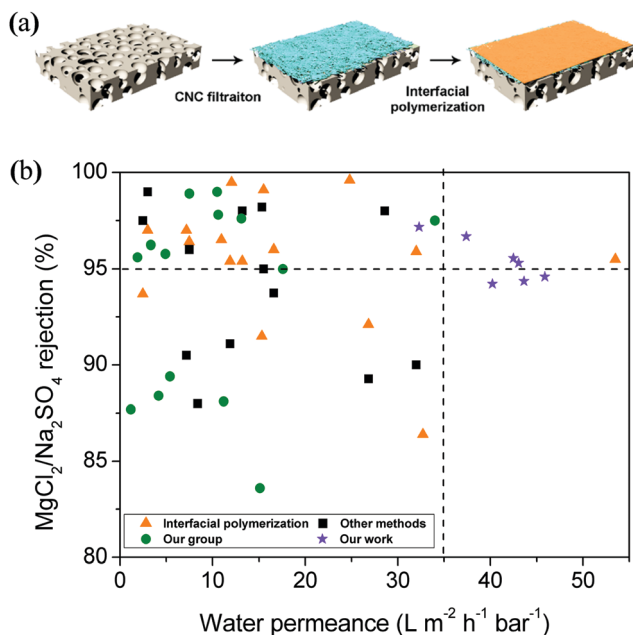 (a)
CNC filtraiton
Interfacial
polymerization
(b)
MgCl₂/Na₂SO₄ rejection (%)
100
95
90
85
80
Interfacial polymerization
Other methods
Our group
Our work
0 10 20 30 40 50
Water permeance (L m⁻² h⁻¹ bar⁻¹)